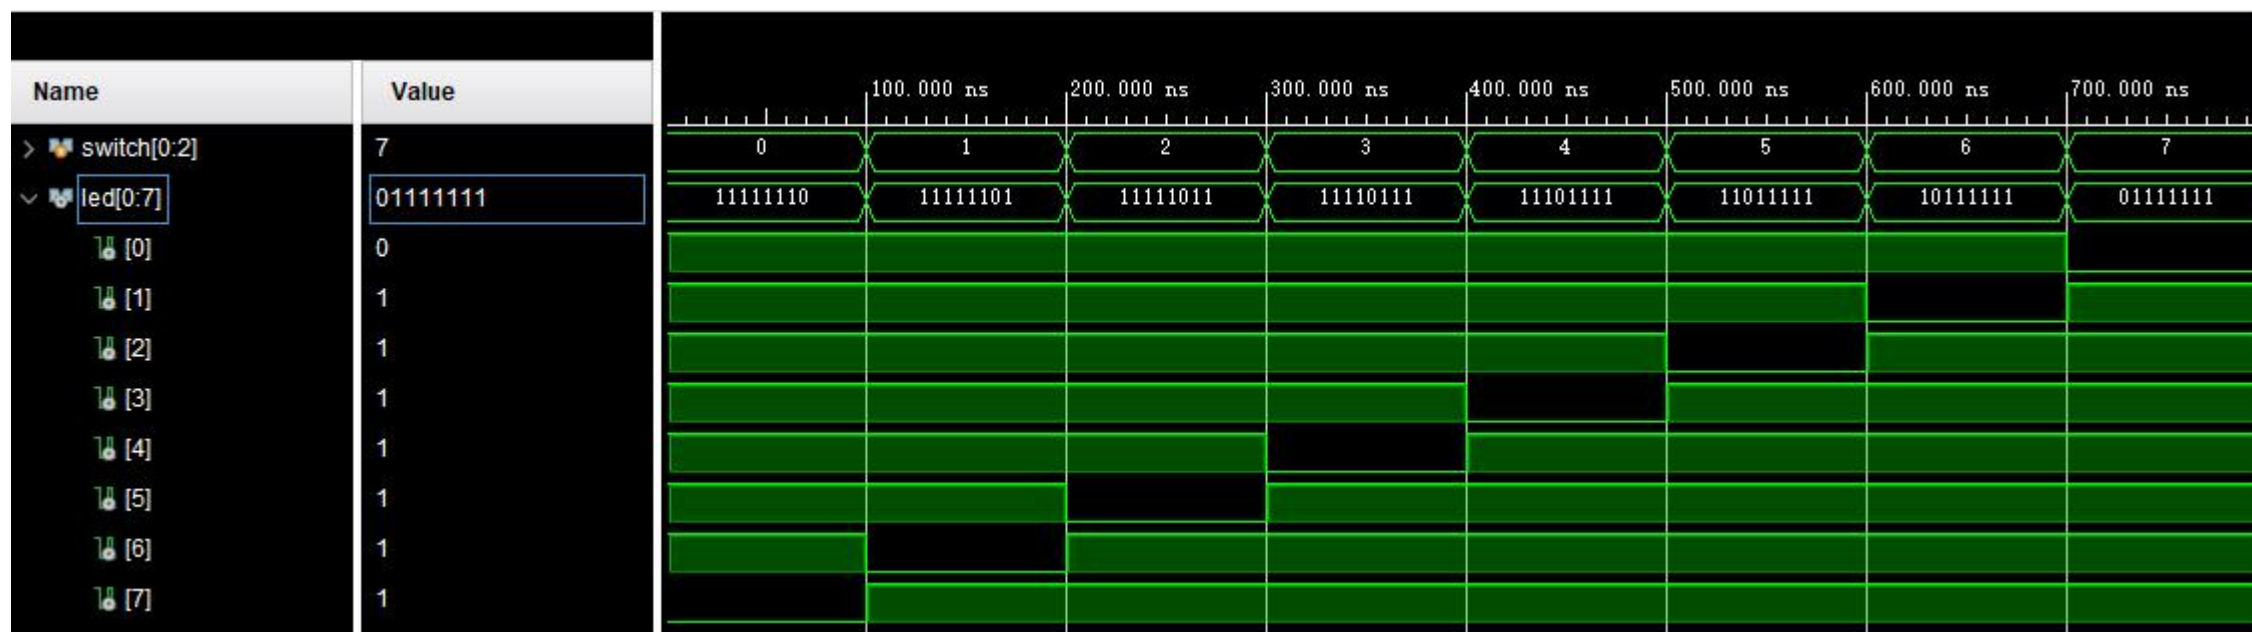 Name Value 100.000 ns 200.000 ns 300.000 ns 400.000 ns 500.000 ns 600.000 ns 700.000 ns
switch[0:2] 7 0 1 2 3 4 5 6 7
led[0:7] 01111111 11111110 11111101 11111011 11110111 11101111 11011111 10111111 01111111
[0] 0
[1] 1
[2] 1
[3] 1
[4] 1
[5] 1
[6] 1
[7] 1